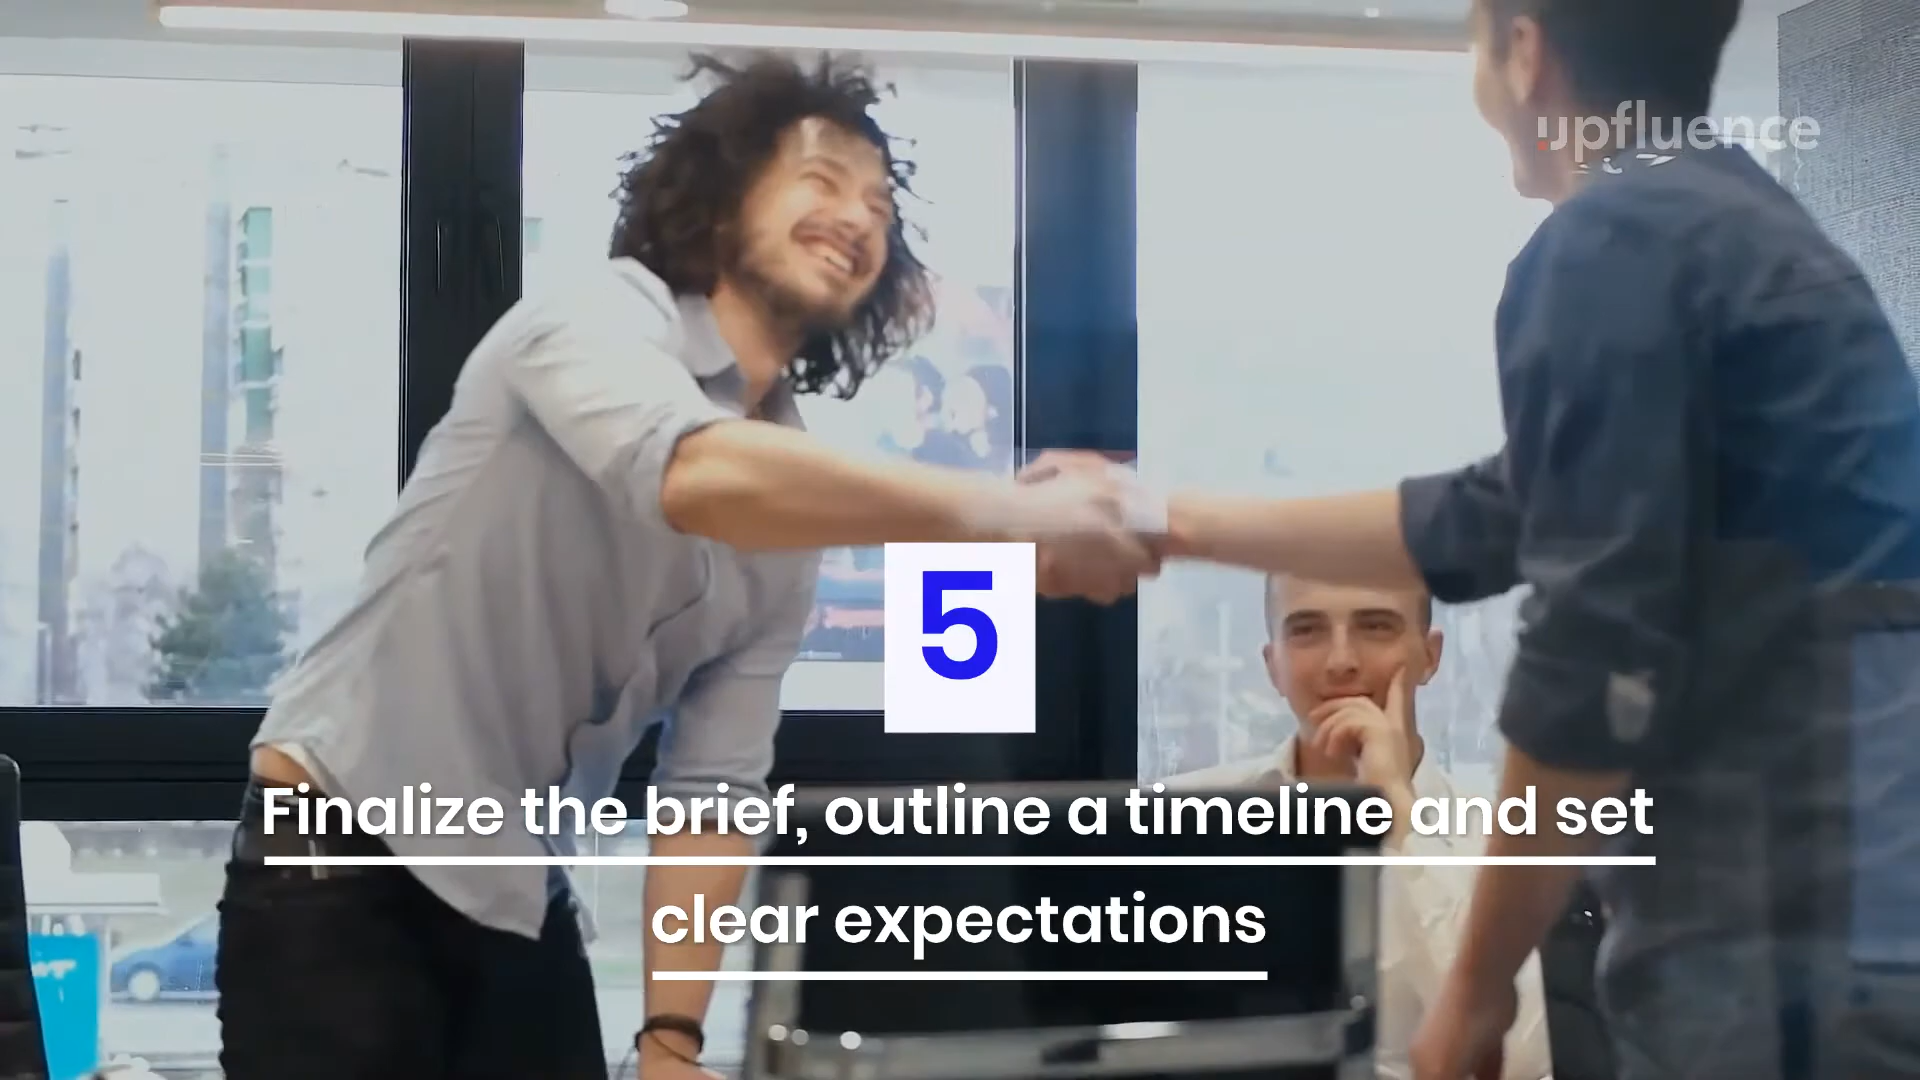 upfluence
5
Finalize the brief, outline a timeline and set
clear expectations